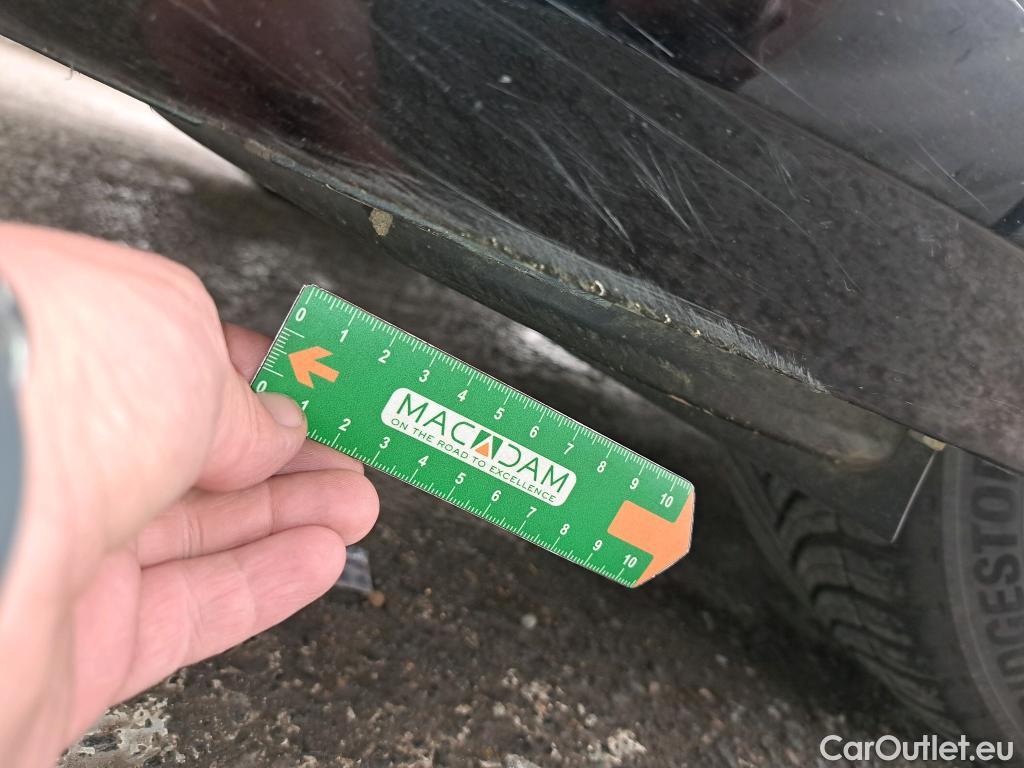 0 1 2 3 4 5 6 7 8 9 10
MACADAM
ON THE ROAD TO EXCELLENCE
0 1 2 3 4 5 6 7 8 9 10
CarOutlet.eu